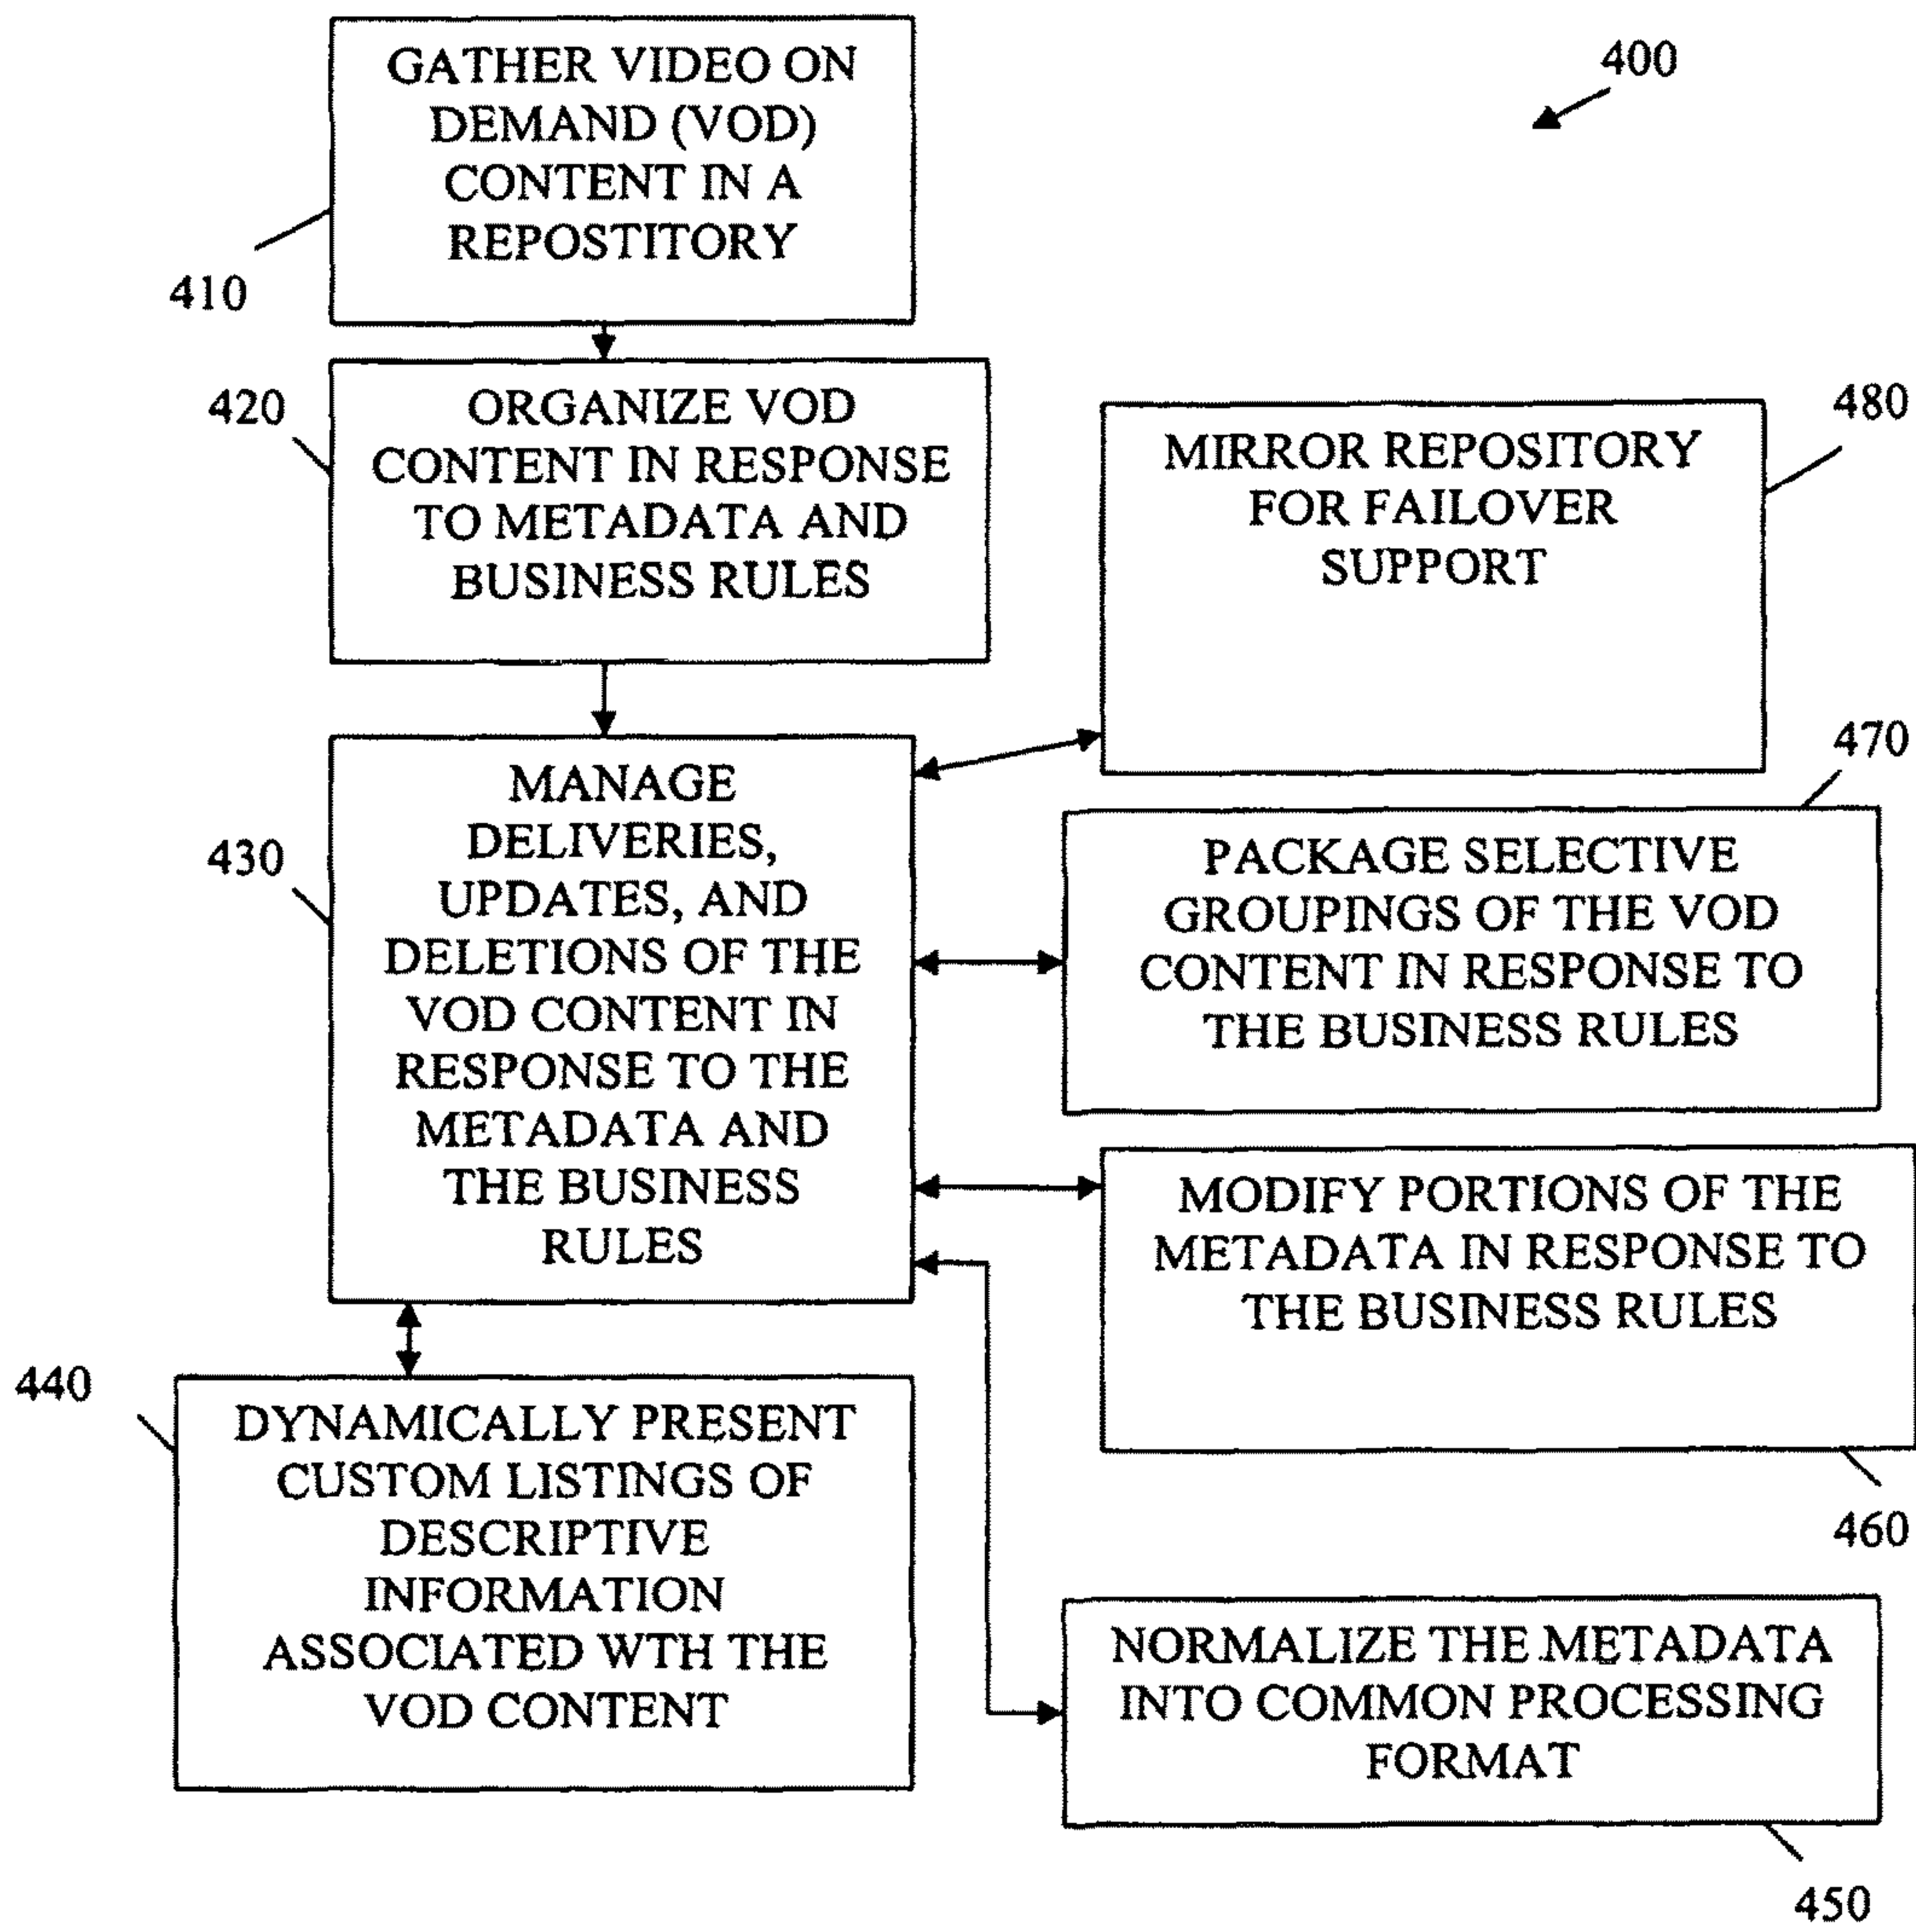 GATHER VIDEO ON
DEMAND (VOD)
CONTENT IN A
REPOSTITORY
410
400
420
ORGANIZE VOD
CONTENT IN RESPONSE
TO METADATA AND
BUSINESS RULES
480
MIRROR REPOSITORY
FOR FAILOVER
SUPPORT
430
MANAGE
DELIVERIES,
UPDATES, AND
DELETIONS OF THE
VOD CONTENT IN
RESPONSE TO THE
METADATA AND
THE BUSINESS
RULES
470
PACKAGE SELECTIVE
GROUPINGS OF THE VOD
CONTENT IN RESPONSE TO
THE BUSINESS RULES
MODIFY PORTIONS OF THE
METADATA IN RESPONSE TO
THE BUSINESS RULES
460
440
DYNAMICALLY PRESENT
CUSTOM LISTINGS OF
DESCRIPTIVE
INFORMATION
ASSOCIATED WTH THE
VOD CONTENT
NORMALIZE THE METADATA
INTO COMMON PROCESSING
FORMAT
450